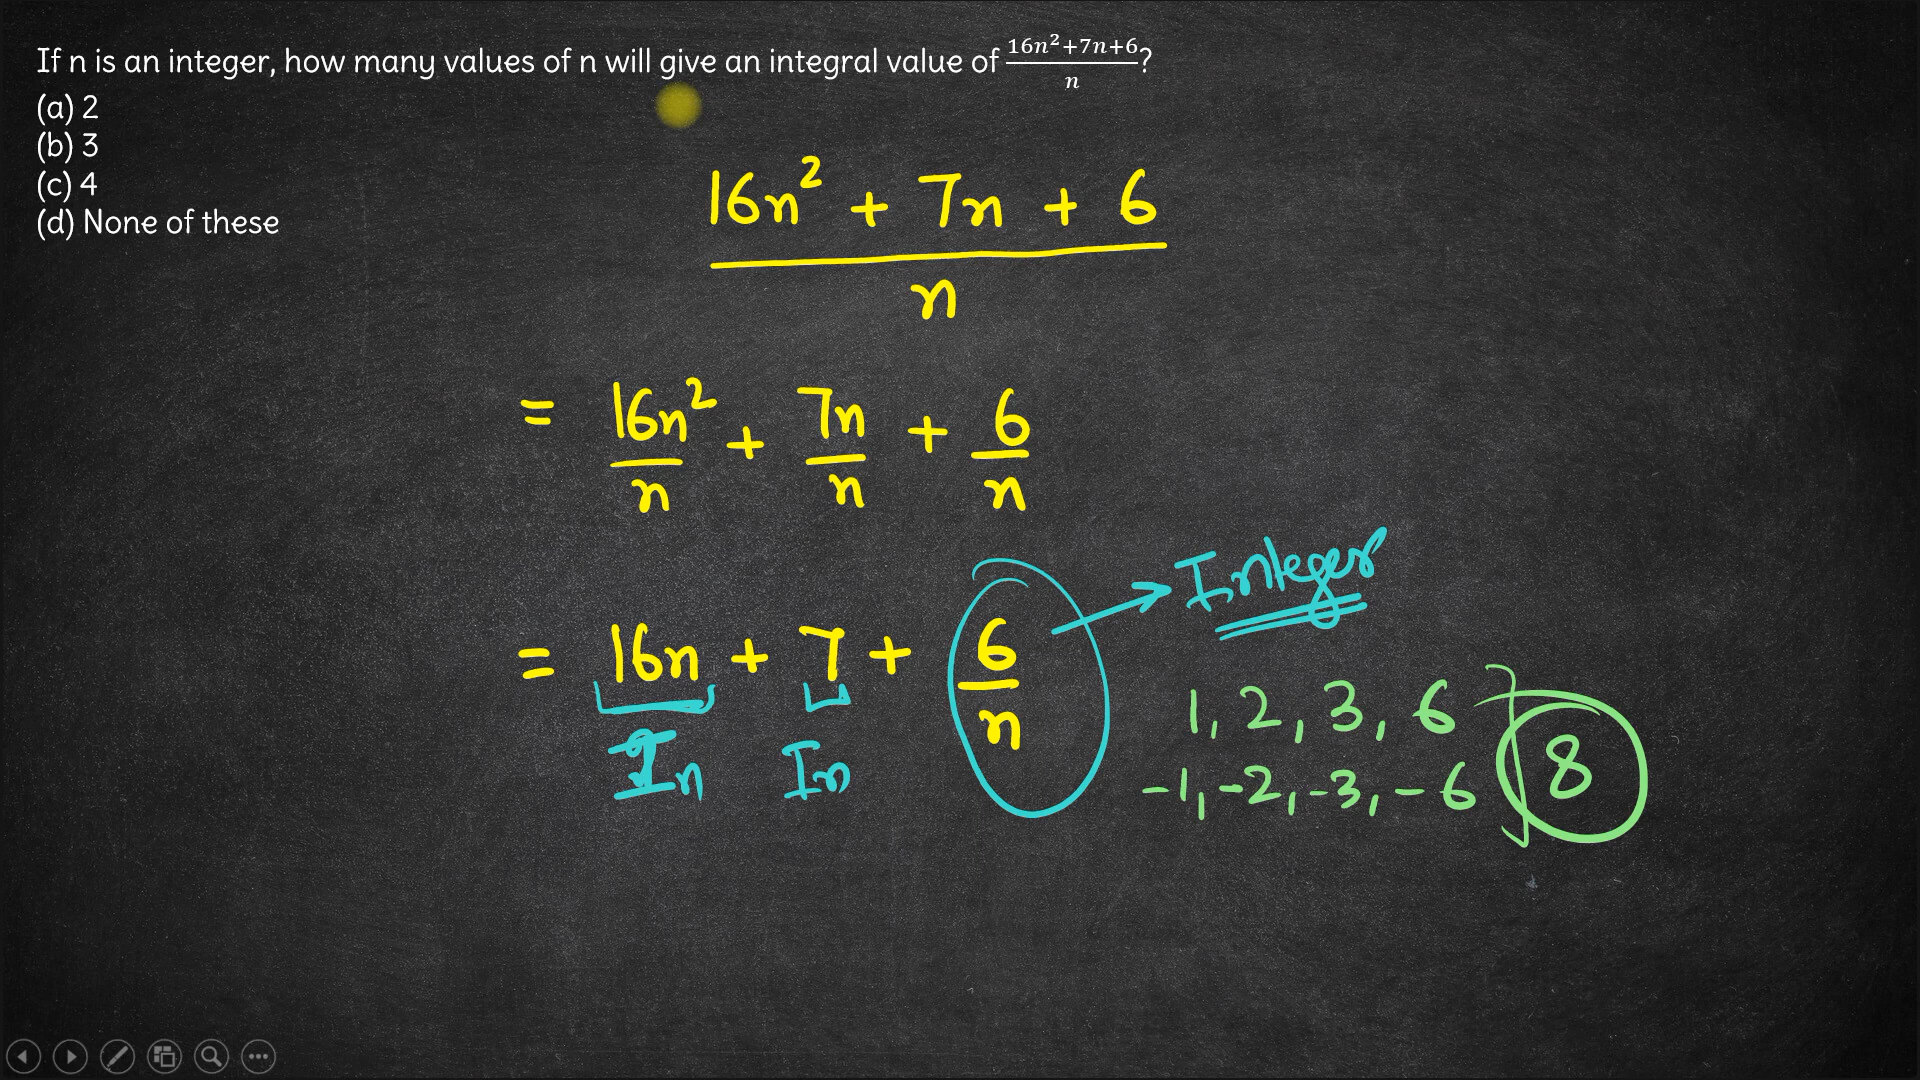 If n is an integer, how many values of n will give an integral value of (16n²+7n+6)/n?
(a) 2
(b) 3
(c) 4
(d) None of these
16n² + 7n + 6
n
= 16n²/n + 7n/n + 6/n
Integer
= 16n + 7 + 6/n
1, 2, 3, 6
In In
-1, -2, -3, -6
8